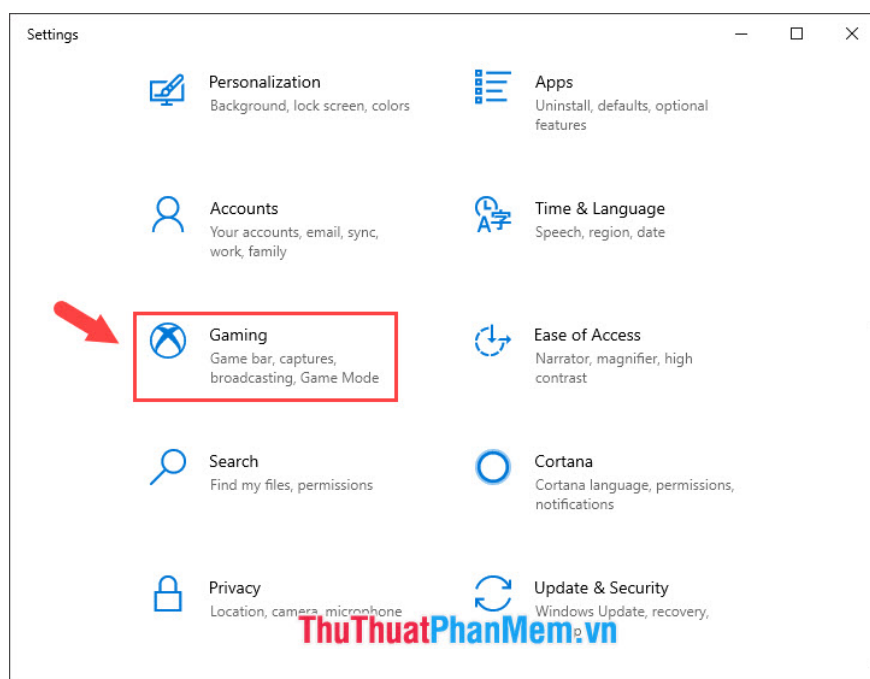 Settings
Personalization
Background, lock screen, colors
Apps
Uninstall, defaults, optional
features
Accounts
Your accounts, email, sync,
work, family
Time & Language
Speech, region, date
Gaming
Game bar, captures,
broadcasting, Game Mode
Ease of Access
Narrator, magnifier, high
contrast
Search
Find my files, permissions
Cortana
Cortana language, permissions,
notifications
Privacy
Location, camera, microphone
Update & Security
Windows Update, recovery,
ThuThuatPhanMem.vn